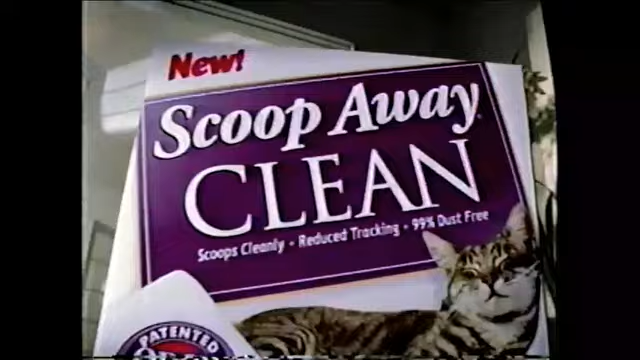 New!
Scoop Away
CLEAN
Scoops Cleanly • Reduced Tracking • 99% Dust Free
PATENTED